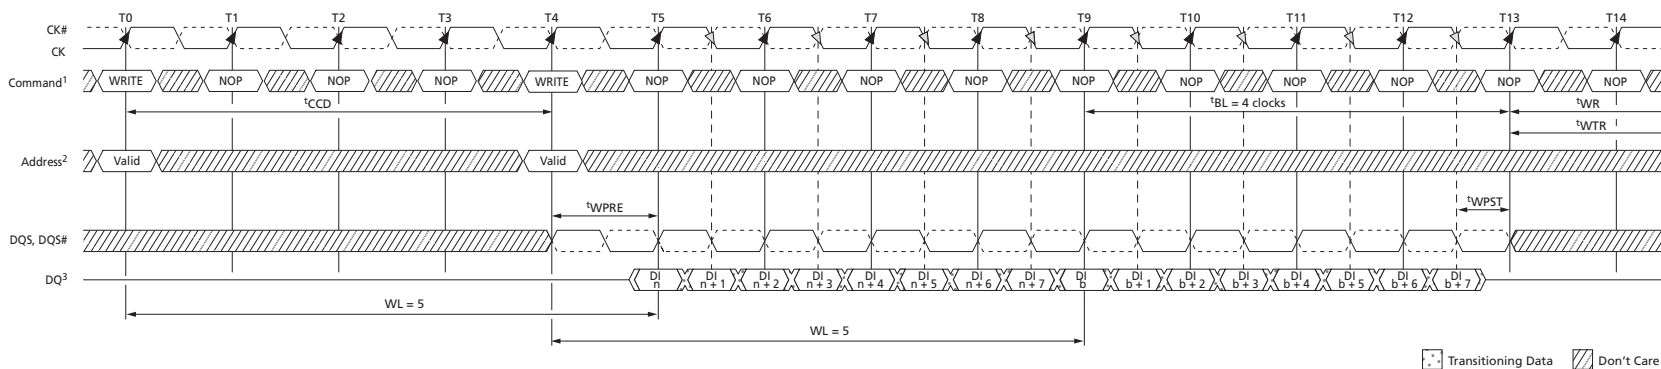 T0 T1 T2 T3 T4 T5 T6 T7 T8 T9 T10 T11 T12 T13 T14
CK#
CK
Command1 WRITE NOP NOP NOP WRITE NOP NOP NOP NOP NOP NOP NOP NOP NOP NOP
tCCD tBL = 4 clocks tWR
tWTR
Address2 Valid Valid
tWPRE tWPST
DQS, DQS#
DQ3 DI n DI n + 1 DI n + 2 DI n + 3 DI n + 4 DI n + 5 DI n + 6 DI n + 7 DI b DI b + 1 DI b + 2 DI b + 3 DI b + 4 DI b + 5 DI b + 6 DI b + 7
WL = 5
WL = 5
Transitioning Data Don't Care